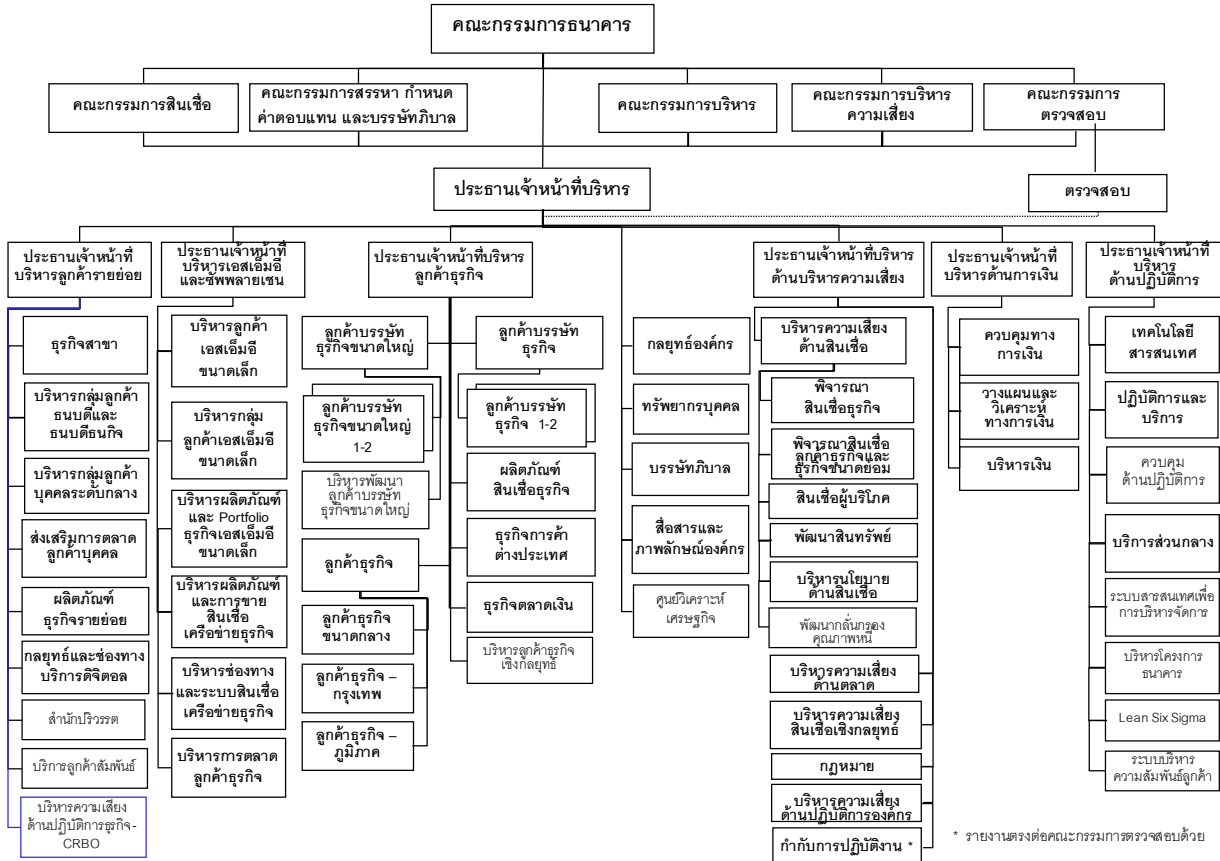 คณะกรรมการธนาคาร
คณะกรรมการสินเชื่อ
คณะกรรมการสรรหา กำหนด
ค่าตอบแทน และบรรษัทภิบาล
คณะกรรมการบริหาร
คณะกรรมการบริหาร
ความเสี่ยง
คณะกรรมการ
ตรวจสอบ
ประธานเจ้าหน้าที่บริหาร
ตรวจสอบ
ประธานเจ้าหน้าที่
บริหารลูกค้ารายย่อย
ประธานเจ้าหน้าที่
บริหารเอสเอ็มอี
และซัพพลายเชน
ประธานเจ้าหน้าที่บริหาร
ลูกค้าธุรกิจ
ประธานเจ้าหน้าที่บริหาร
ด้านบริหารความเสี่ยง
ประธานเจ้าหน้าที่
บริหารด้านการเงิน
ประธานเจ้าหน้าที่
บริหาร
ด้านปฏิบัติการ
ธุรกิจสาขา
บริหารกลุ่มลูกค้า
ธนบดีและ
ธนบดีธนกิจ
บริหารกลุ่มลูกค้า
บุคคลระดับกลาง
ส่งเสริมการตลาด
ลูกค้าบุคคล
ผลิตภัณฑ์
ธุรกิจรายย่อย
กลยุทธ์และช่องทาง
บริการดิจิตอล
สำนักปริวรรต
บริการลูกค้าสัมพันธ์
บริหารความเสี่ยง
ด้านปฏิบัติการธุรกิจ-
CRBO
บริหารลูกค้า
เอสเอ็มอี
ขนาดเล็ก
บริหารกลุ่ม
ลูกค้าเอสเอ็มอี
ขนาดเล็ก
บริหารผลิตภัณฑ์
และ Portfolio
ธุรกิจเอสเอ็มอี
ขนาดเล็ก
บริหารผลิตภัณฑ์
และการขาย
สินเชื่อ
เครือข่ายธุรกิจ
บริหารช่องทาง
และระบบสินเชื่อ
เครือข่ายธุรกิจ
บริหารการตลาด
ลูกค้าธุรกิจ
ลูกค้าบรรษัท
ธุรกิจขนาดใหญ่
ลูกค้าบรรษัท
ธุรกิจขนาดใหญ่
1-2
บริหารพัฒนา
ลูกค้าบรรษัท
ธุรกิจขนาดใหญ่
ลูกค้าธุรกิจ
ลูกค้าธุรกิจ
ขนาดกลาง
ลูกค้าธุรกิจ –
กรุงเทพ
ลูกค้าธุรกิจ –
ภูมิภาค
ลูกค้าบรรษัท
ธุรกิจ
ลูกค้าบรรษัท
ธุรกิจ 1-2
ผลิตภัณฑ์
สินเชื่อธุรกิจ
ธุรกิจการค้า
ต่างประเทศ
ธุรกิจตลาดเงิน
บริหารลูกค้าธุรกิจ
เชิงกลยุทธ์
กลยุทธ์องค์กร
ทรัพยากรบุคคล
บรรษัทภิบาล
สื่อสารและ
ภาพลักษณ์องค์กร
ศูนย์วิเคราะห์
เศรษฐกิจ
บริหารความเสี่ยง
ด้านสินเชื่อ
พิจารณา
สินเชื่อธุรกิจ
พิจารณาสินเชื่อ
ลูกค้าธุรกิจและ
ธุรกิจขนาดย่อม
สินเชื่อผู้บริโภค
พัฒนาสินทรัพย์
บริหารนโยบาย
ด้านสินเชื่อ
พัฒนากลั่นกรอง
คุณภาพหนี้
บริหารความเสี่ยง
ด้านตลาด
บริหารความเสี่ยง
สินเชื่อเชิงกลยุทธ์
กฎหมาย
บริหารความเสี่ยง
ด้านปฏิบัติการองค์กร
กำกับการปฏิบัติงาน *
ควบคุมทาง
การเงิน
วางแผนและ
วิเคราะห์
ทางการเงิน
บริหารเงิน
เทคโนโลยี
สารสนเทศ
ปฏิบัติการและ
บริการ
ควบคุม
ด้านปฏิบัติการ
บริการส่วนกลาง
ระบบสารสนเทศเพื่อ
การบริหารจัดการ
บริหารโครงการ
ธนาคาร
Lean Six Sigma
ระบบบริหาร
ความสัมพันธ์ลูกค้า
* รายงานตรงต่อคณะกรรมการตรวจสอบด้วย